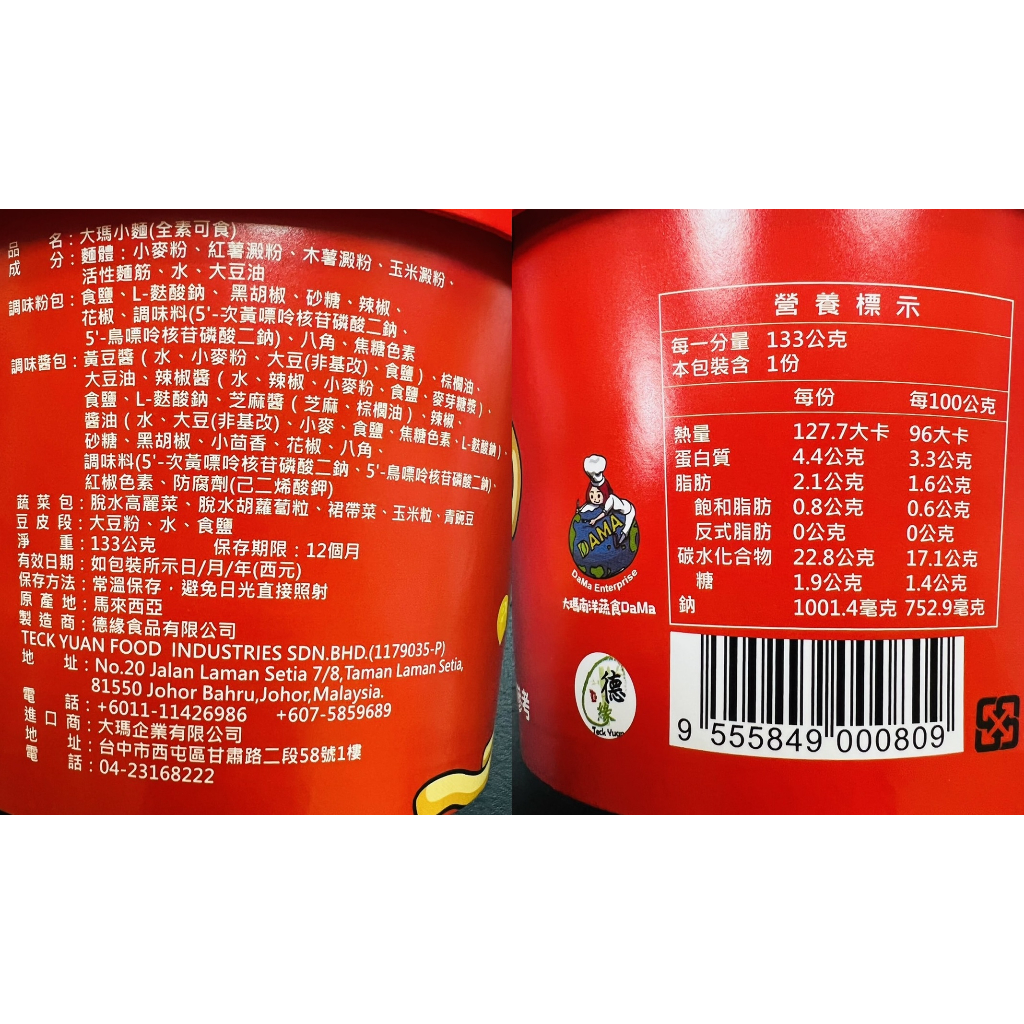 品名：大瑪小麵(全素可食)
成分：麵體：小麥粉、紅薯澱粉、木薯澱粉、玉米澱粉、
活性麵筋、水、大豆油
調味粉包：食鹽、L-麩酸鈉、黑胡椒、砂糖、辣椒、
花椒、調味料(5'-次黃嘌呤核苷磷酸二鈉、
5'-鳥嘌呤核苷磷酸二鈉)、八角、焦糖色素
調味醬包：黃豆醬（水、小麥粉、大豆(非基改)、食鹽）、棕櫚油、
大豆油、辣椒醬（水、辣椒、小麥粉、食鹽、麥芽糖漿）、
食鹽、L-麩酸鈉、芝麻醬（芝麻、棕櫚油）、辣椒、
醬油（水、大豆(非基改)、小麥、食鹽、焦糖色素、L-麩酸鈉）、
砂糖、黑胡椒、小茴香、花椒、八角、
調味料(5'-次黃嘌呤核苷磷酸二鈉、5'-鳥嘌呤核苷磷酸二鈉)、
紅椒色素、防腐劑(己二烯酸鉀)
蔬菜包：脫水高麗菜、脫水胡蘿蔔粒、裙帶菜、玉米粒、青豌豆
豆皮段：大豆粉、水、食鹽
淨重：133公克 保存期限：12個月
有效日期：如包裝所示日/月/年(西元)
保存方法：常溫保存，避免日光直接照射
原產地：馬來西亞
製造商：德緣食品有限公司
TECK YUAN FOOD INDUSTRIES SDN.BHD.(1179035-P)
地址：No.20 Jalan Laman Setia 7/8,Taman Laman Setia,
81550 Johor Bahru,Johor,Malaysia.
電話：+6011-11426986 +607-5859689
進口商：大瑪企業有限公司
地址：台中市西屯區甘肅路二段58號1樓
電話：04-23168222
營養標示
每一分量 133公克
本包裝含 1份
每份 每100公克
熱量 127.7大卡 96大卡
蛋白質 4.4公克 3.3公克
脂肪 2.1公克 1.6公克
飽和脂肪 0.8公克 0.6公克
反式脂肪 0公克 0公克
碳水化合物 22.8公克 17.1公克
糖 1.9公克 1.4公克
鈉 1001.4毫克 752.9毫克
DAMA
DaMa Enterprise
大瑪南洋蔬食DaMa
德緣
Teck Yuan
烤
9 555849 000809